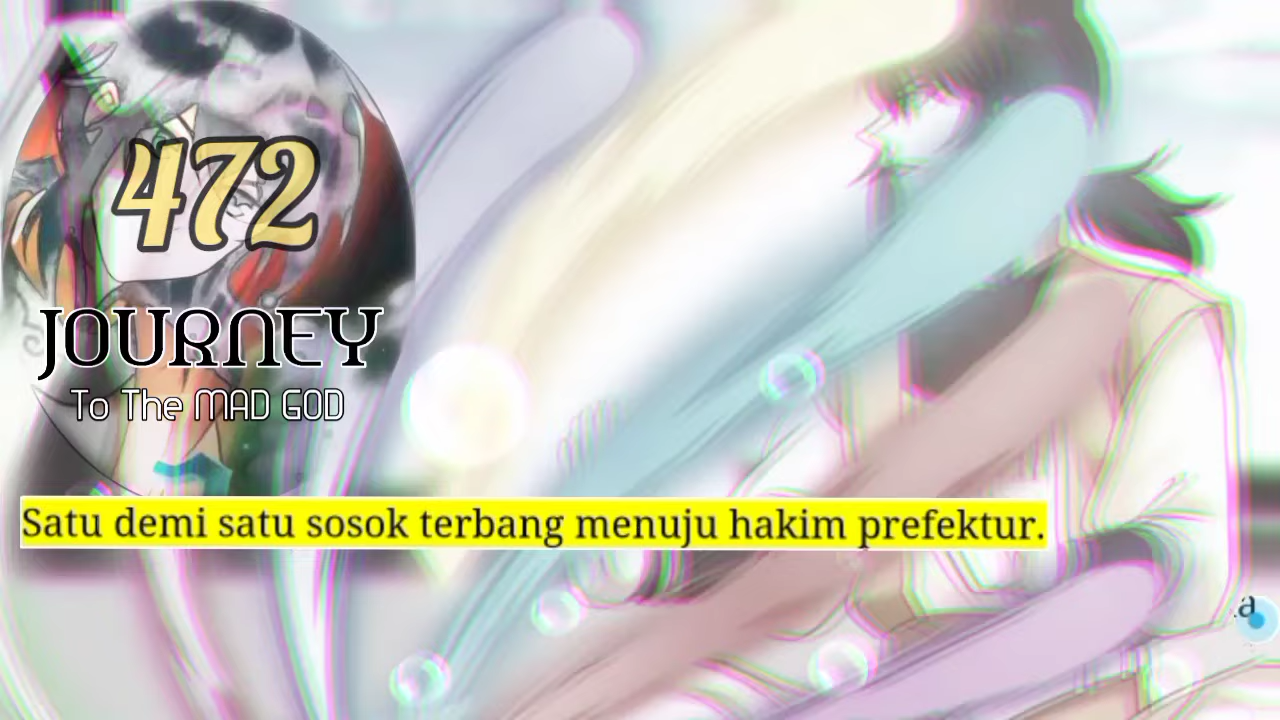 472
JOURNEY
To The MAD GOD
Satu demi satu sosok terbang menuju hakim prefektur.
.a